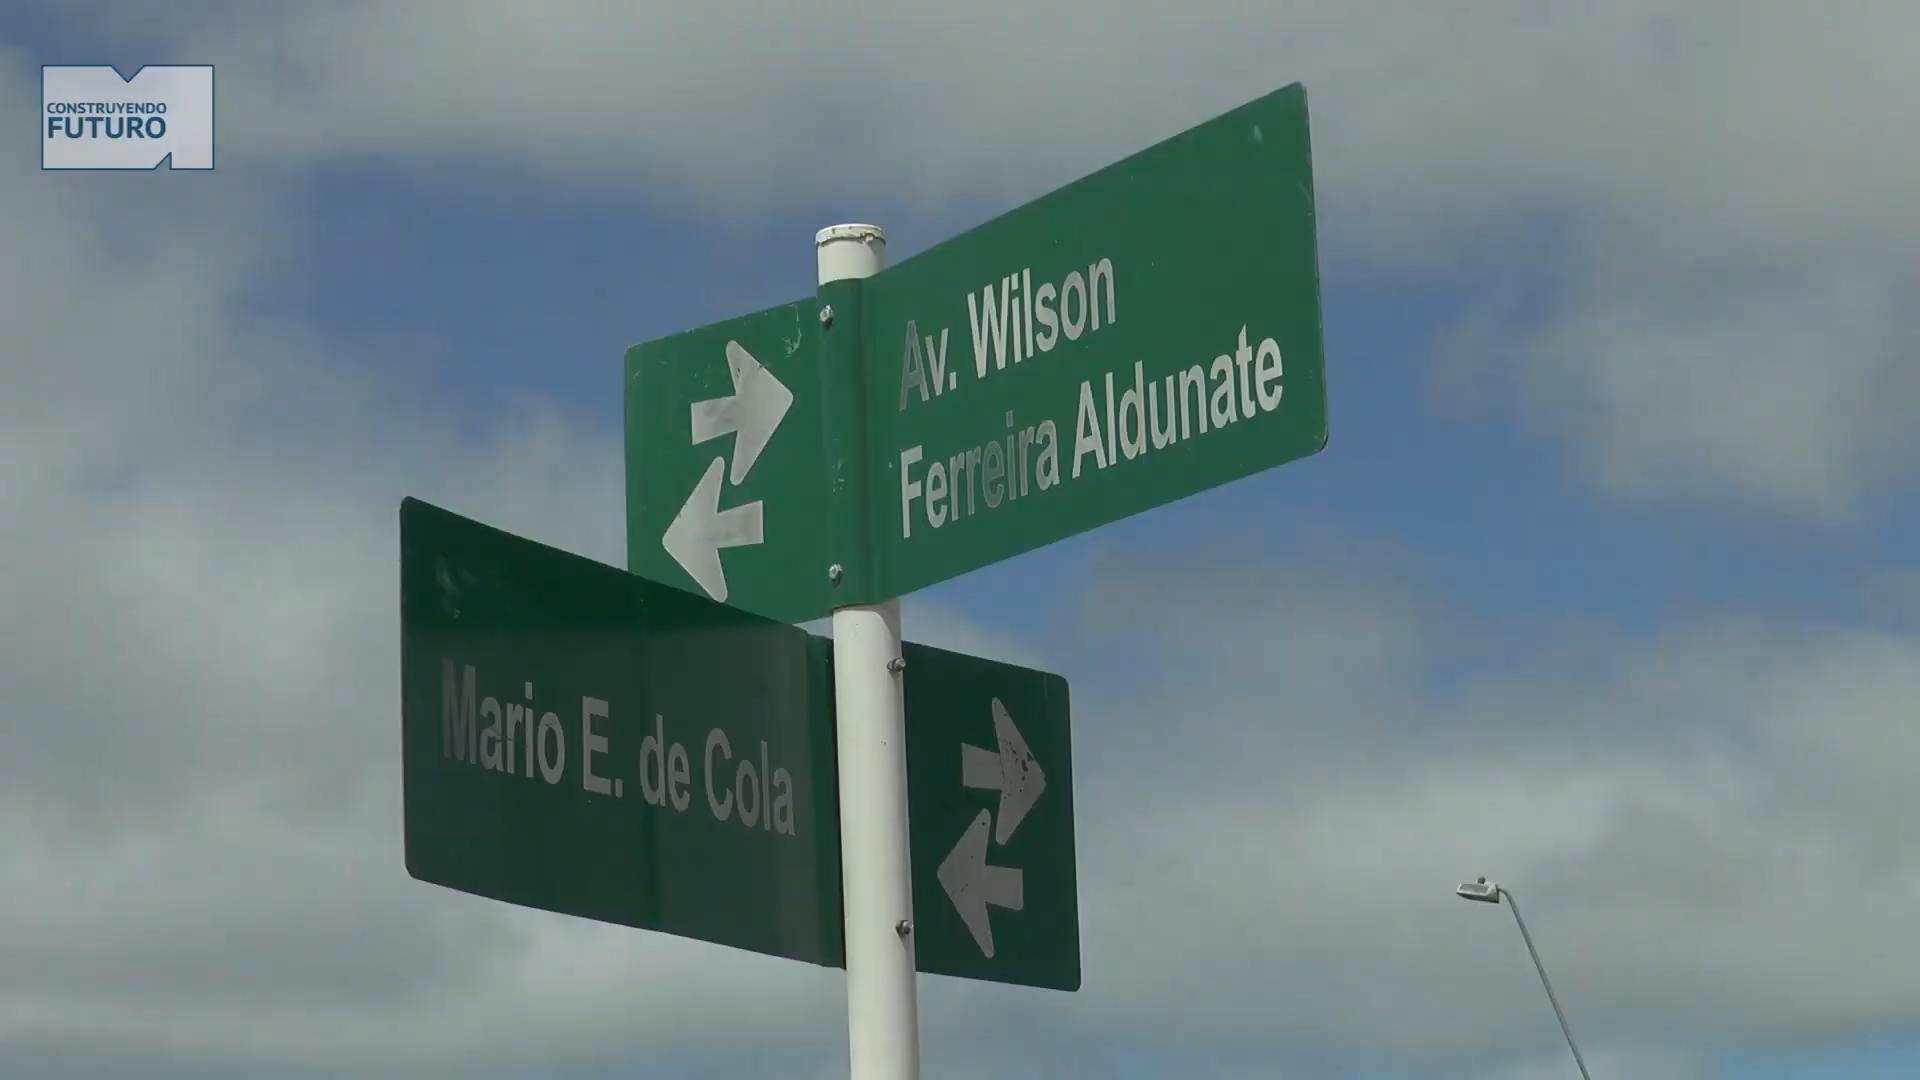 CONSTRUYENDO
FUTURO
Av. Wilson
Ferreira Aldunate
Mario E. de Cola